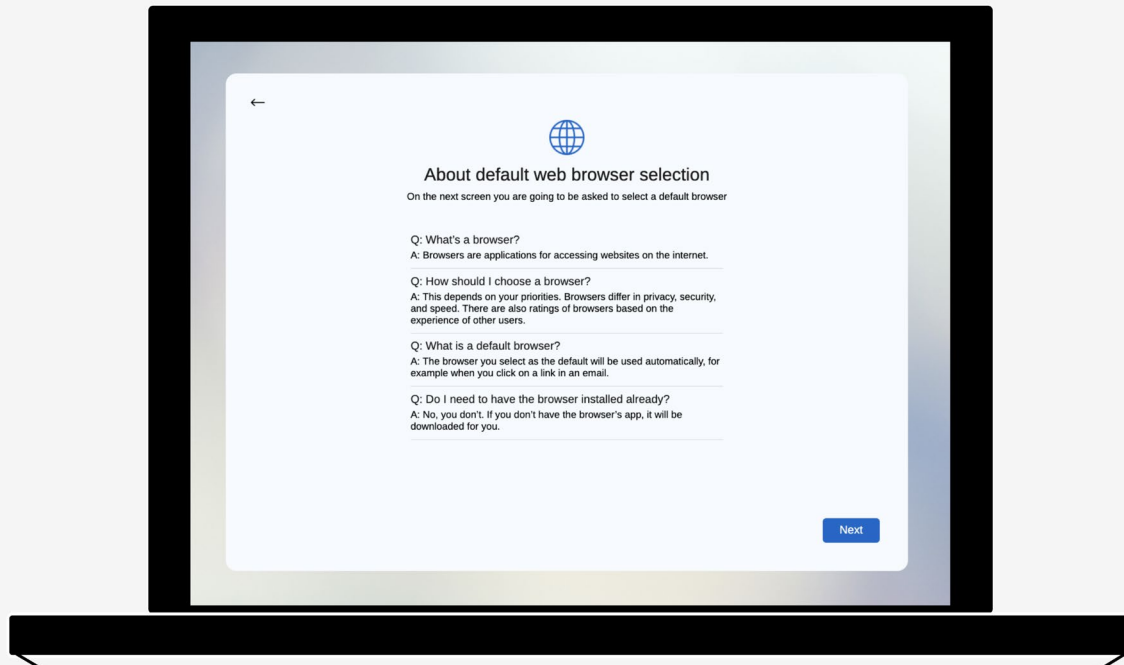 About default web browser selection
On the next screen you are going to be asked to select a default browser
Q: What's a browser?
A: Browsers are applications for accessing websites on the internet.
Q: How should I choose a browser?
A: This depends on your priorities. Browsers differ in privacy, security,
and speed. There are also ratings of browsers based on the
experience of other users.
Q: What is a default browser?
A: The browser you select as the default will be used automatically, for
example when you click on a link in an email.
Q: Do I need to have the browser installed already?
A: No, you don't. If you don't have the browser's app, it will be
downloaded for you.
Next